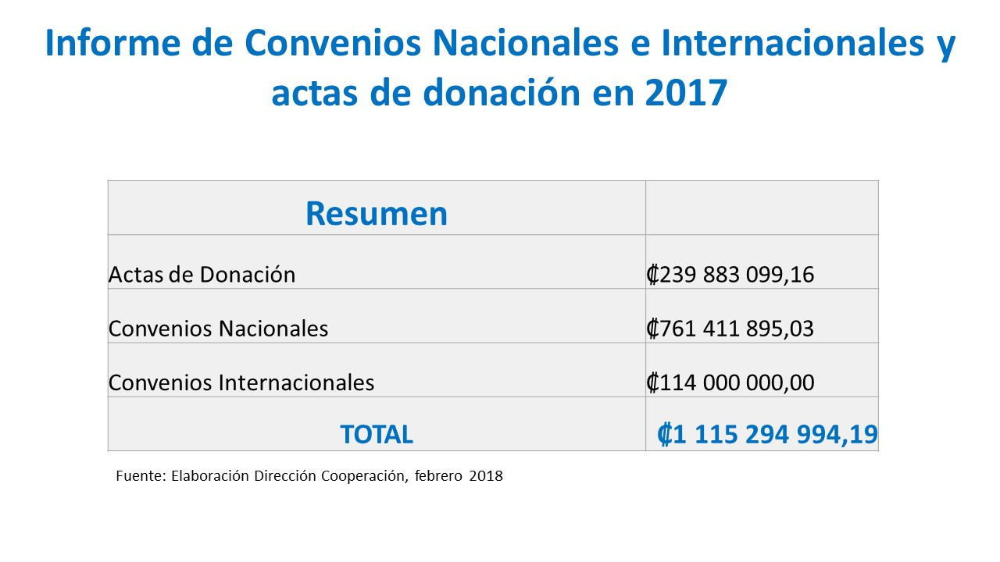 Informe de Convenios Nacionales e Internacionales y
actas de donación en 2017
Resumen
Actas de Donación ₡239 883 099,16
Convenios Nacionales ₡761 411 895,03
Convenios Internacionales ₡114 000 000,00
TOTAL ₡1 115 294 994,19
Fuente: Elaboración Dirección Cooperación, febrero 2018